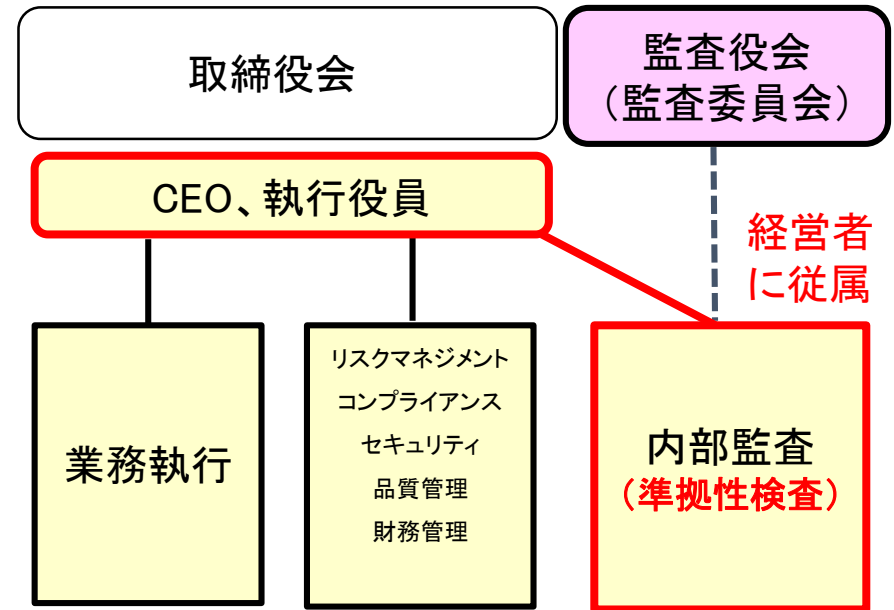 取締役会
監査役会
（監査委員会）
CEO、執行役員
経営者
に従属
業務執行
リスクマネジメント
コンプライアンス
セキュリティ
品質管理
財務管理
内部監査
（準拠性検査）